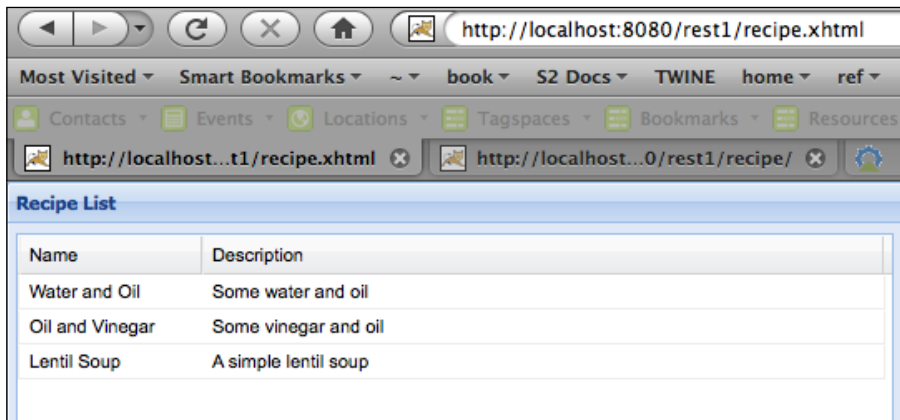 http://localhost:8080/rest1/recipe.xhtml
Most Visited Smart Bookmarks ~ book S2 Docs TWINE home ref
Contacts Events Locations Tagspaces Bookmarks Resources
http://localhost...t1/recipe.xhtml http://localhost...0/rest1/recipe/
Recipe List
Name Description
Water and Oil Some water and oil
Oil and Vinegar Some vinegar and oil
Lentil Soup A simple lentil soup